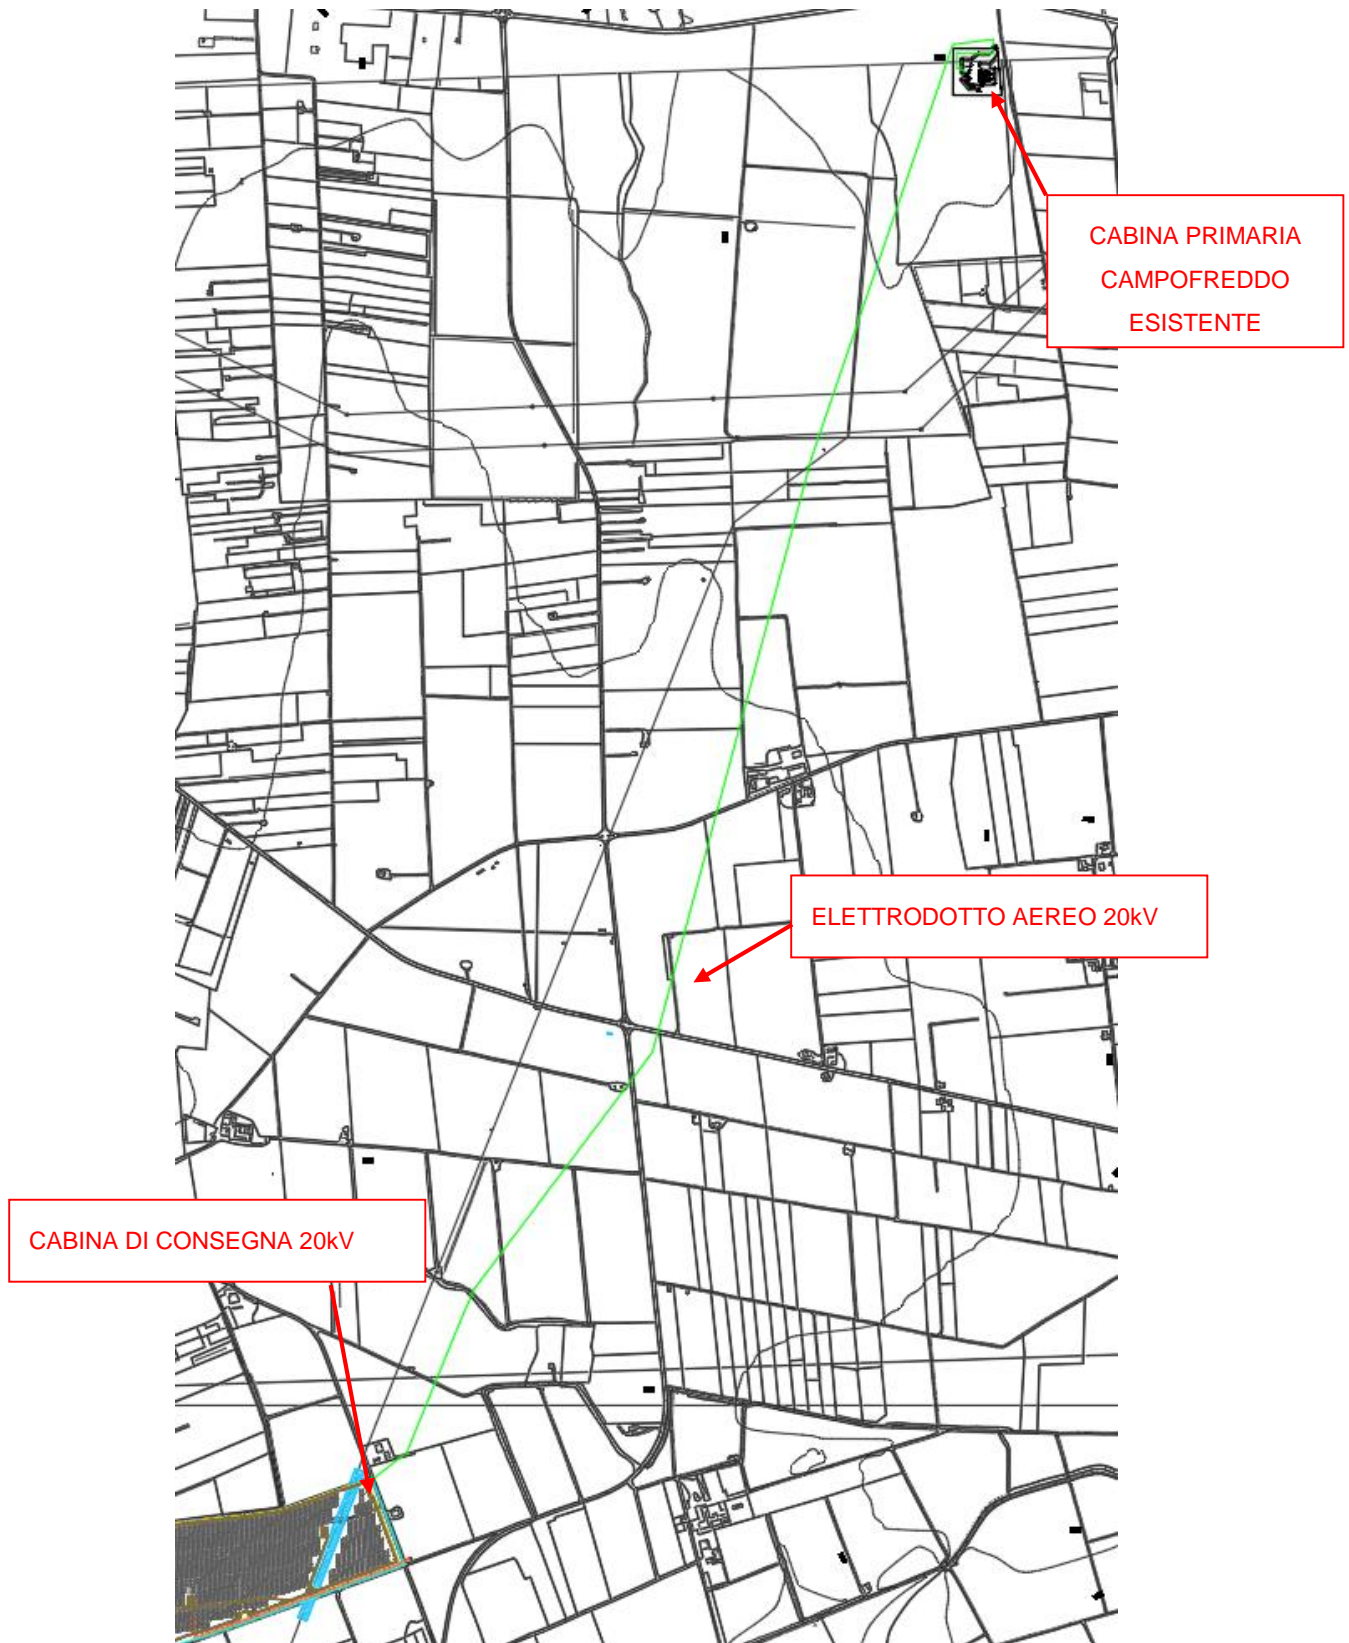 CABINA PRIMARIA
CAMPOFREDDO
ESISTENTE
ELETTRODOTTO AEREO 20kV
CABINA DI CONSEGNA 20kV